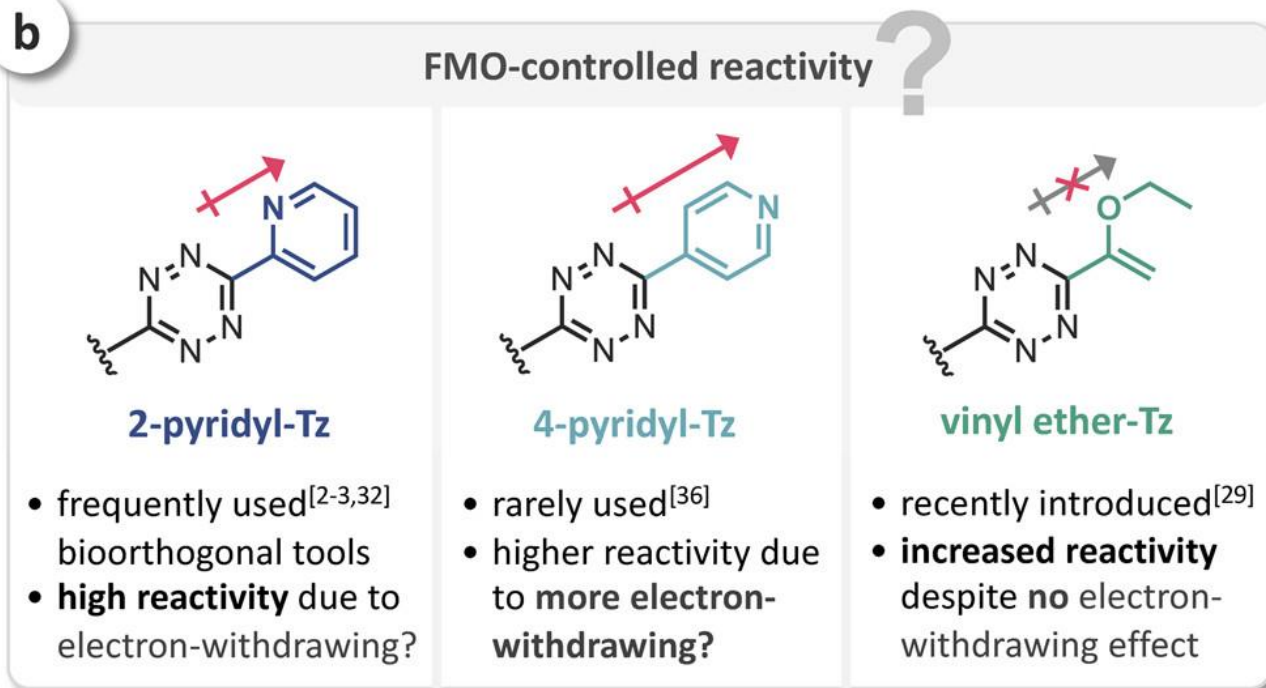 b
FMO-controlled reactivity ?
N
N
N
N
N
2-pyridyl-Tz
• frequently used[2-3,32]
bioorthogonal tools
• high reactivity due to
electron-withdrawing?
N
N
N
N
N
4-pyridyl-Tz
• rarely used[36]
• higher reactivity due
to more electron-
withdrawing?
O
N
N
N
N
vinyl ether-Tz
• recently introduced[29]
• increased reactivity
despite no electron-
withdrawing effect